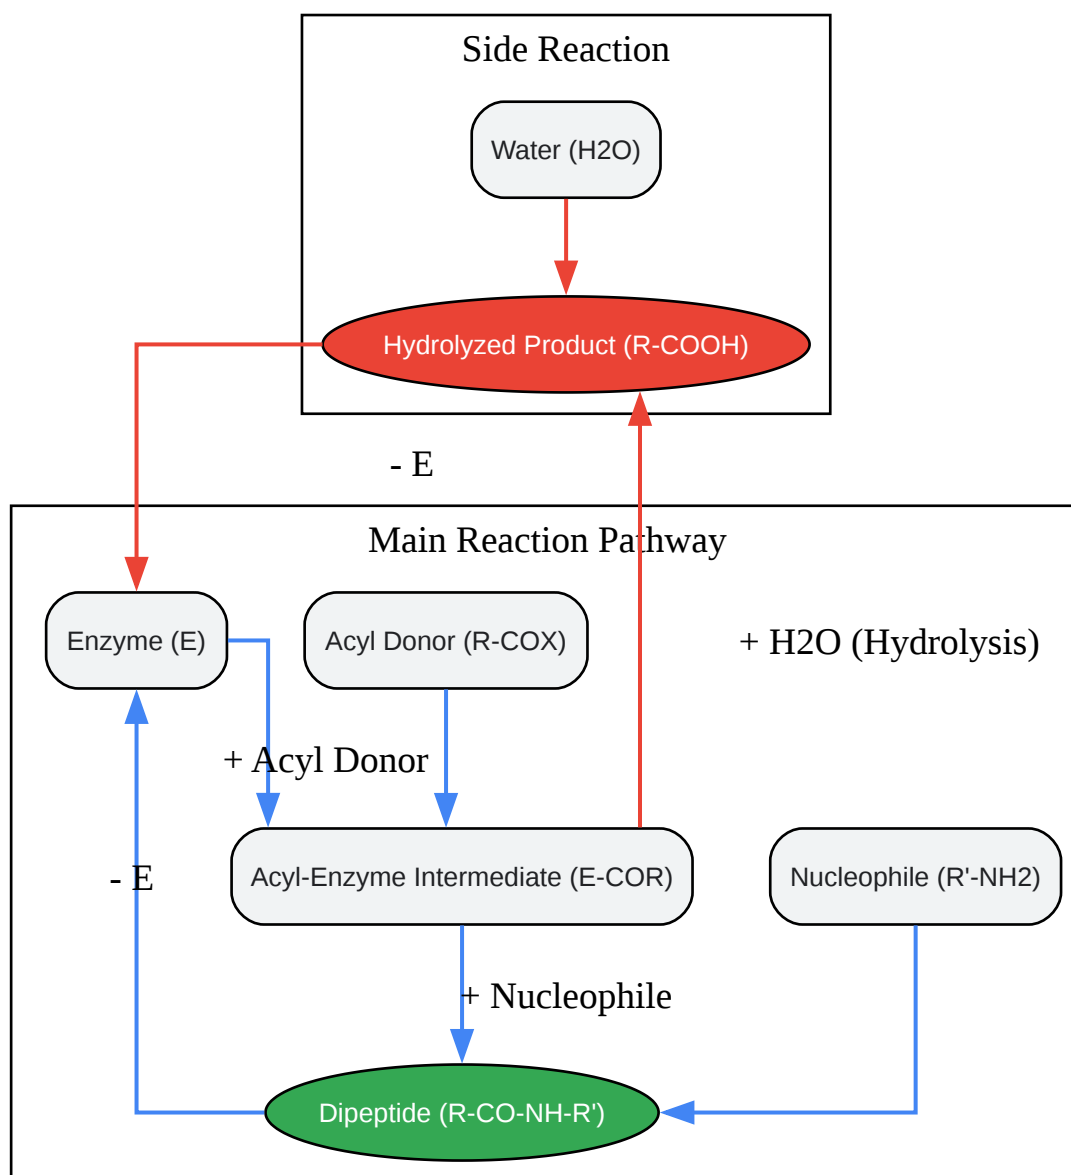 Side Reaction
Water (H2O)
Hydrolyzed Product (R-COOH)
- E
Main Reaction Pathway
Enzyme (E)
Acyl Donor (R-COX)
+ H2O (Hydrolysis)
+ Acyl Donor
- E
Acyl-Enzyme Intermediate (E-COR)
Nucleophile (R'-NH2)
+ Nucleophile
Dipeptide (R-CO-NH-R')